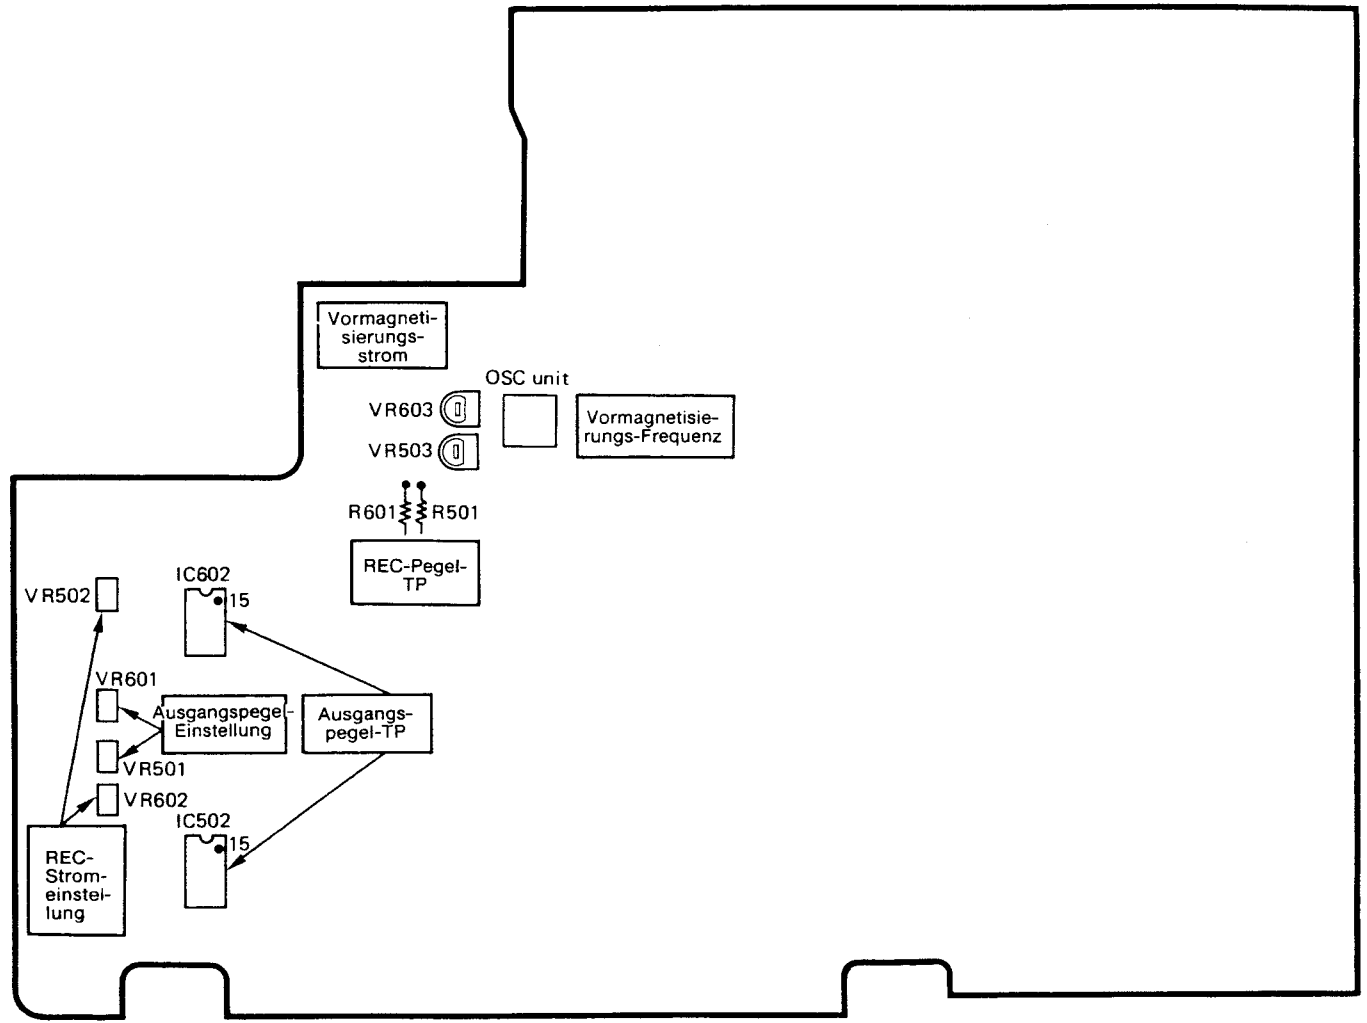 Vormagneti-
sierungs-
strom
OSC unit
VR603
Vormagnetisie-
rungs-Frequenz
VR503
R601
R501
REC-Pegel-
TP
IC602
VR502
15
VR601
Ausgangspegel-
Einstellung
Ausgangs-
pegel-TP
VR501
VR602
IC502
15
REC-
Strom-
einstel-
lung